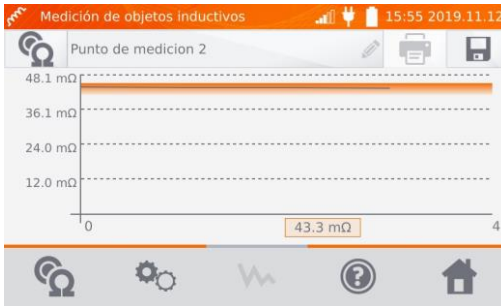 Medición de objetos inductivos 15:55 2019.11.12
Punto de medicion 2
48.1 mΩ
36.1 mΩ
24.0 mΩ
12.0 mΩ
0 43.3 mΩ 4